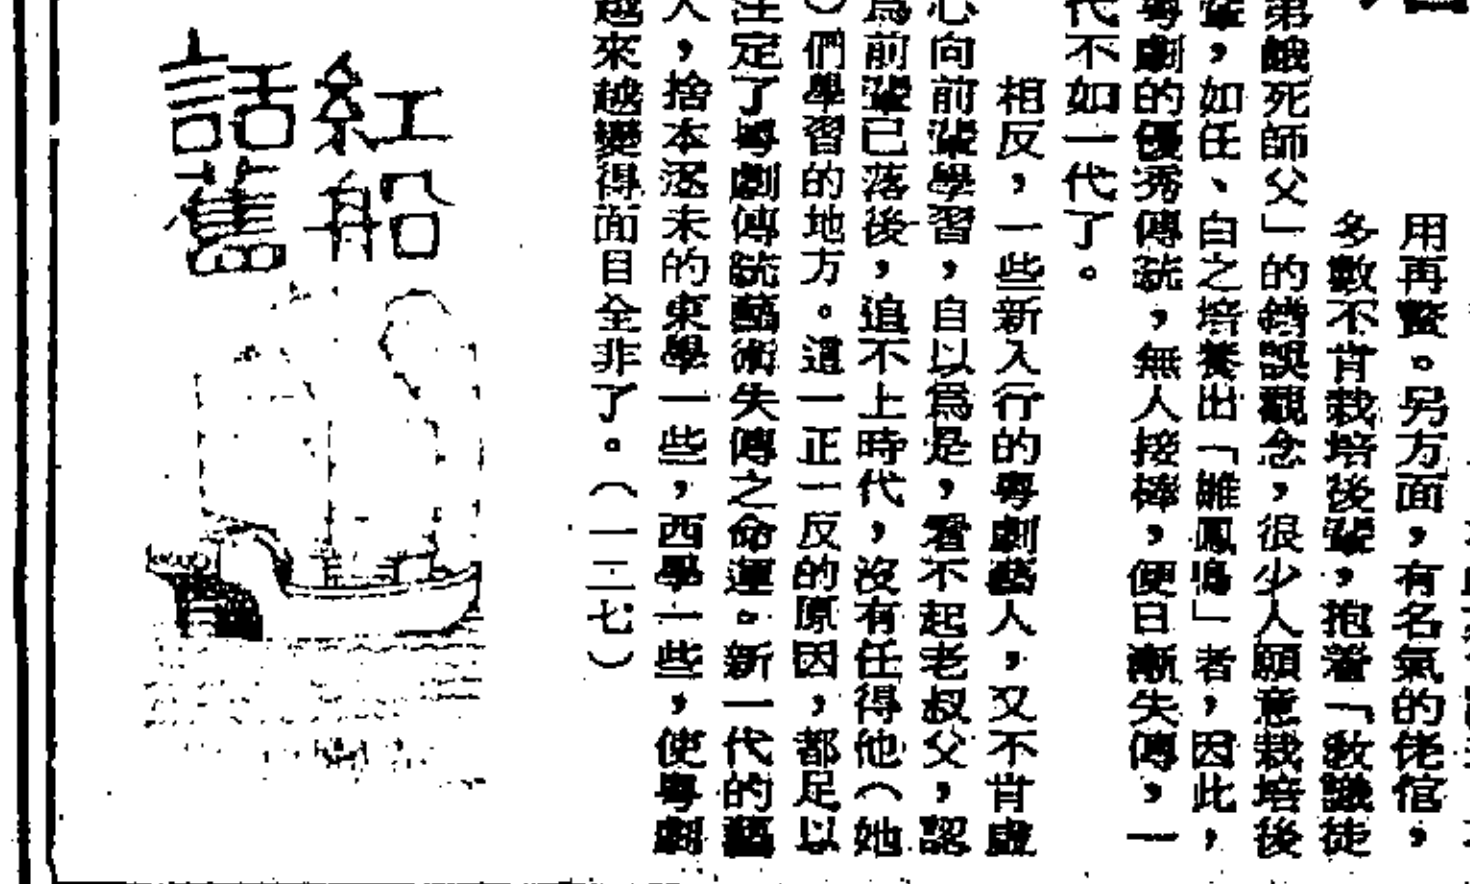 用再贅。另方面，有名氣的佬倌，
多數不肯栽培後輩，抱着「教識徒
弟餓死師父」的錯誤觀念，很少人願意栽培後
輩，如任、白之培養出「雛鳳鳴」者，因此，
粵劇的優秀傳統，無人接棒，便日漸失傳，一
代不如一代了。
相反，一些新入行的粵劇藝人，又不肯虛
心向前輩學習，自以爲是，看不起老叔父，認
爲前輩已落後，追不上時代，沒有任得他（她
）們學習的地方。這一正一反的原因，都足以
注定了粵劇傳統藝術失傳之命運。新一代的藝
人，捨本逐末的東學一些，西學一些，使粵劇
越來越變得面目全非了。（一二七）
紅船
話舊